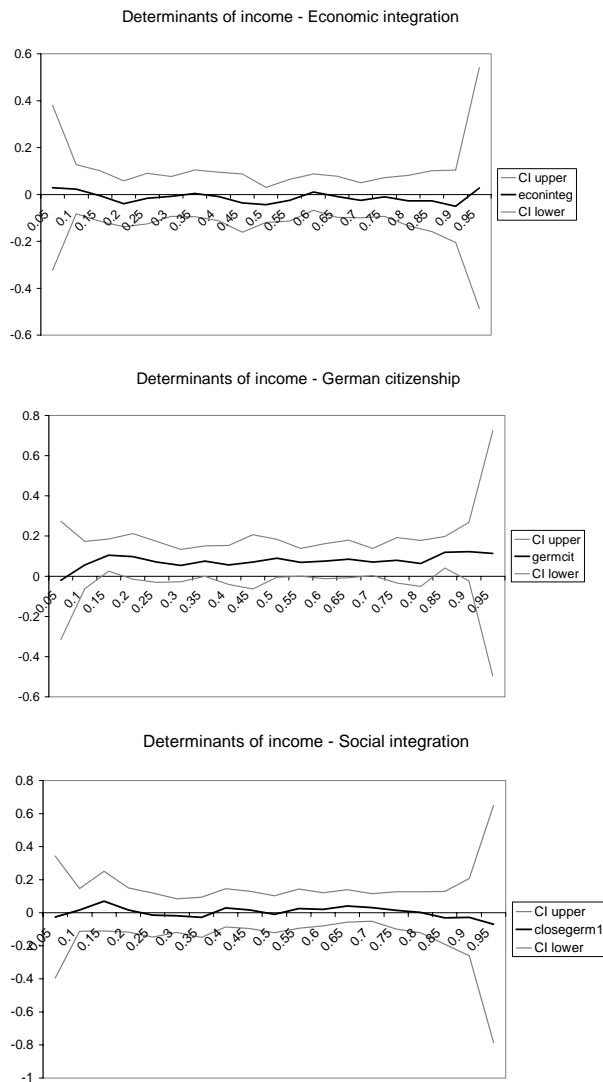 Determinants of income - Economic integration
0.6
0.4
0.2
0
-0.2
-0.4
-0.6
0.05 0.1 0.15 0.2 0.25 0.3 0.35 0.4 0.45 0.5 0.55 0.6 0.65 0.7 0.75 0.8 0.85 0.9 0.95
CI upper
econinteg
CI lower
Determinants of income - German citizenship
0.8
0.6
0.4
0.2
0
-0.2
-0.4
-0.6
0.05 0.1 0.15 0.2 0.25 0.3 0.35 0.4 0.45 0.5 0.55 0.6 0.65 0.7 0.75 0.8 0.85 0.9 0.95
CI upper
germcit
CI lower
Determinants of income - Social integration
0.8
0.6
0.4
0.2
0
-0.2
-0.4
-0.6
-0.8
-1
0.05 0.1 0.15 0.2 0.25 0.3 0.35 0.4 0.45 0.5 0.55 0.6 0.65 0.7 0.75 0.8 0.85 0.9 0.95
CI upper
closegerm1
CI lower